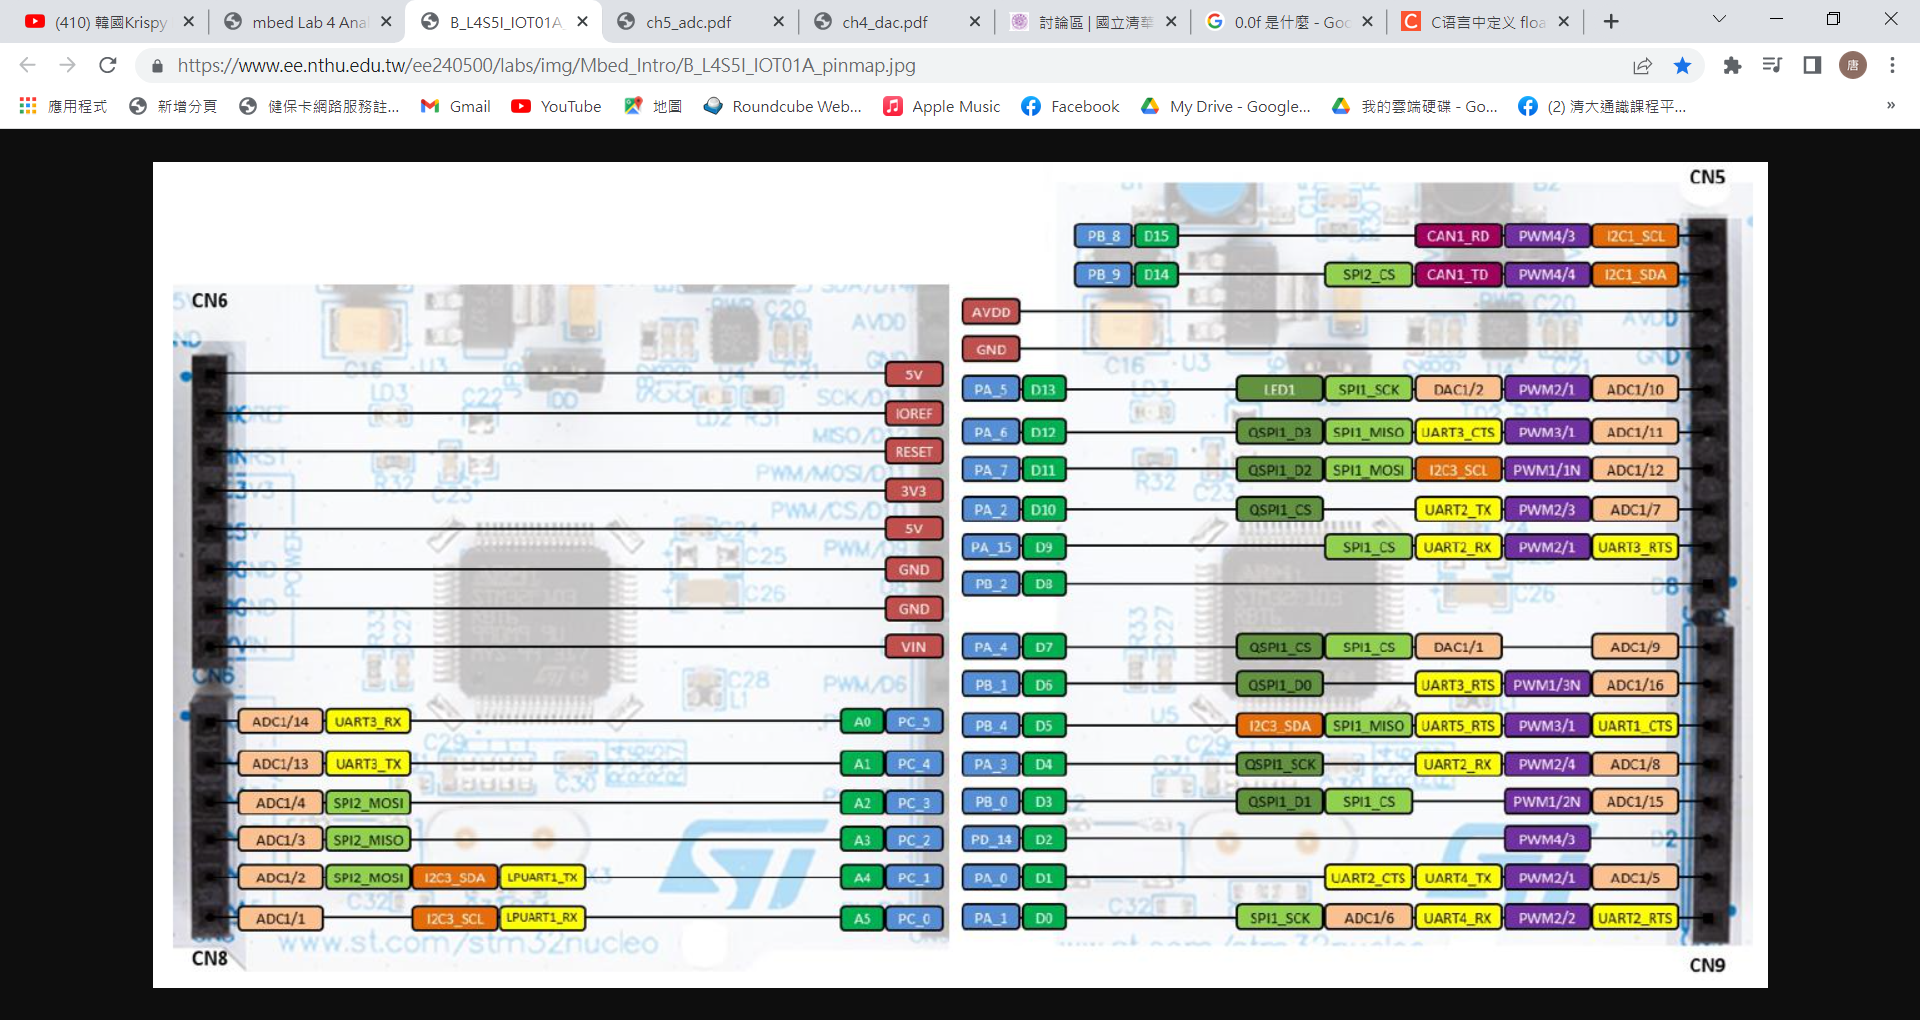 (410) 韓國Krispy
mbed Lab 4 Anal
B_L4S5I_IOT01A_
ch5_adc.pdf
ch4_dac.pdf
討論區 | 國立清華
0.0f 是什麼 - Goo
C语言中定义 floa
https://www.ee.nthu.edu.tw/ee240500/labs/img/Mbed_Intro/B_L4S5I_IOT01A_pinmap.jpg
唐
應用程式
新增分頁
健保卡網路服務註...
Gmail
YouTube
地圖
Roundcube Web...
Apple Music
Facebook
My Drive - Google...
我的雲端硬碟 - Go...
(2) 清大通識課程平...
»
CN6
5V
IOREF
RESET
3V3
5V
GND
GND
VIN
ADC1/14 UART3_RX A0 PC_5
ADC1/13 UART3_TX A1 PC_4
ADC1/4 SPI2_MOSI A2 PC_3
ADC1/3 SPI2_MISO A3 PC_2
ADC1/2 SPI2_MOSI I2C3_SDA LPUART1_TX A4 PC_1
ADC1/1 I2C3_SCL LPUART1_RX A5 PC_0
www.st.com/stm32nucleo
CN8
CN5
PB_8 D15 CAN1_RD PWM4/3 I2C1_SCL
PB_9 D14 SPI2_CS CAN1_TD PWM4/4 I2C1_SDA
AVDD
GND
PA_5 D13 LED1 SPI1_SCK DAC1/2 PWM2/1 ADC1/10
PA_6 D12 QSPI1_D3 SPI1_MISO UART3_CTS PWM3/1 ADC1/11
PA_7 D11 QSPI1_D2 SPI1_MOSI I2C3_SCL PWM1/1N ADC1/12
PA_2 D10 QSPI1_CS UART2_TX PWM2/3 ADC1/7
PA_15 D9 SPI1_CS UART2_RX PWM2/1 UART3_RTS
PB_2 D8
PA_4 D7 QSPI1_CS SPI1_CS DAC1/1 ADC1/9
PB_1 D6 QSPI1_D0 UART3_RTS PWM1/3N ADC1/16
PB_4 D5 I2C3_SDA SPI1_MISO UART5_RTS PWM3/1 UART1_CTS
PA_3 D4 QSPI1_SCK UART2_RX PWM2/4 ADC1/8
PB_0 D3 QSPI1_D1 SPI1_CS PWM1/2N ADC1/15
PD_14 D2 PWM4/3
PA_0 D1 UART2_CTS UART4_TX PWM2/1 ADC1/5
PA_1 D0 SPI1_SCK ADC1/6 UART4_RX PWM2/2 UART2_RTS
CN9